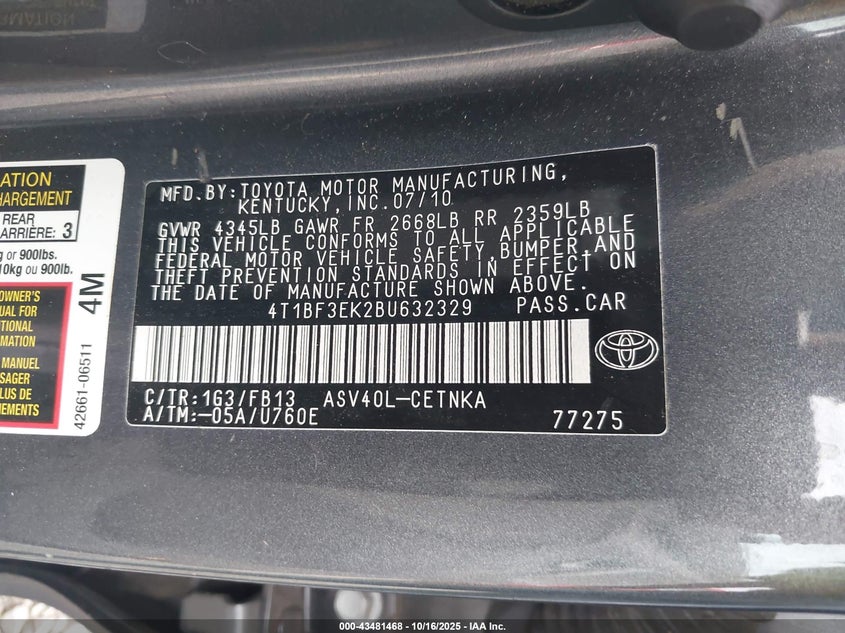 ATION
HARGEMENT
REAR
ARRIÈRE: 3
g or 900lbs.
10kg ou 900lb.
OWNER'S
UAL FOR
TIONAL
MATION
MANUEL
SAGER
PLUS DE
NEMENTS
4M
42661-06511
MFD.BY:TOYOTA MOTOR MANUFACTURING,
KENTUCKY, INC.07/10
GVWR 4345LB GAWR FR 2668LB RR 2359LB
THIS VEHICLE CONFORMS TO ALL APPLICABLE
FEDERAL MOTOR VEHICLE SAFETY,BUMPER,AND
THEFT PREVENTION STANDARDS IN EFFECT ON
THE DATE OF MANUFACTURE SHOWN ABOVE.
4T1BF3EK2BU632329 PASS.CAR
C/TR:1G3/FB13 ASV40L-CETNKA
A/TM:-05A/U760E 77275
000-43481468 - 10/16/2025 - IAA Inc.